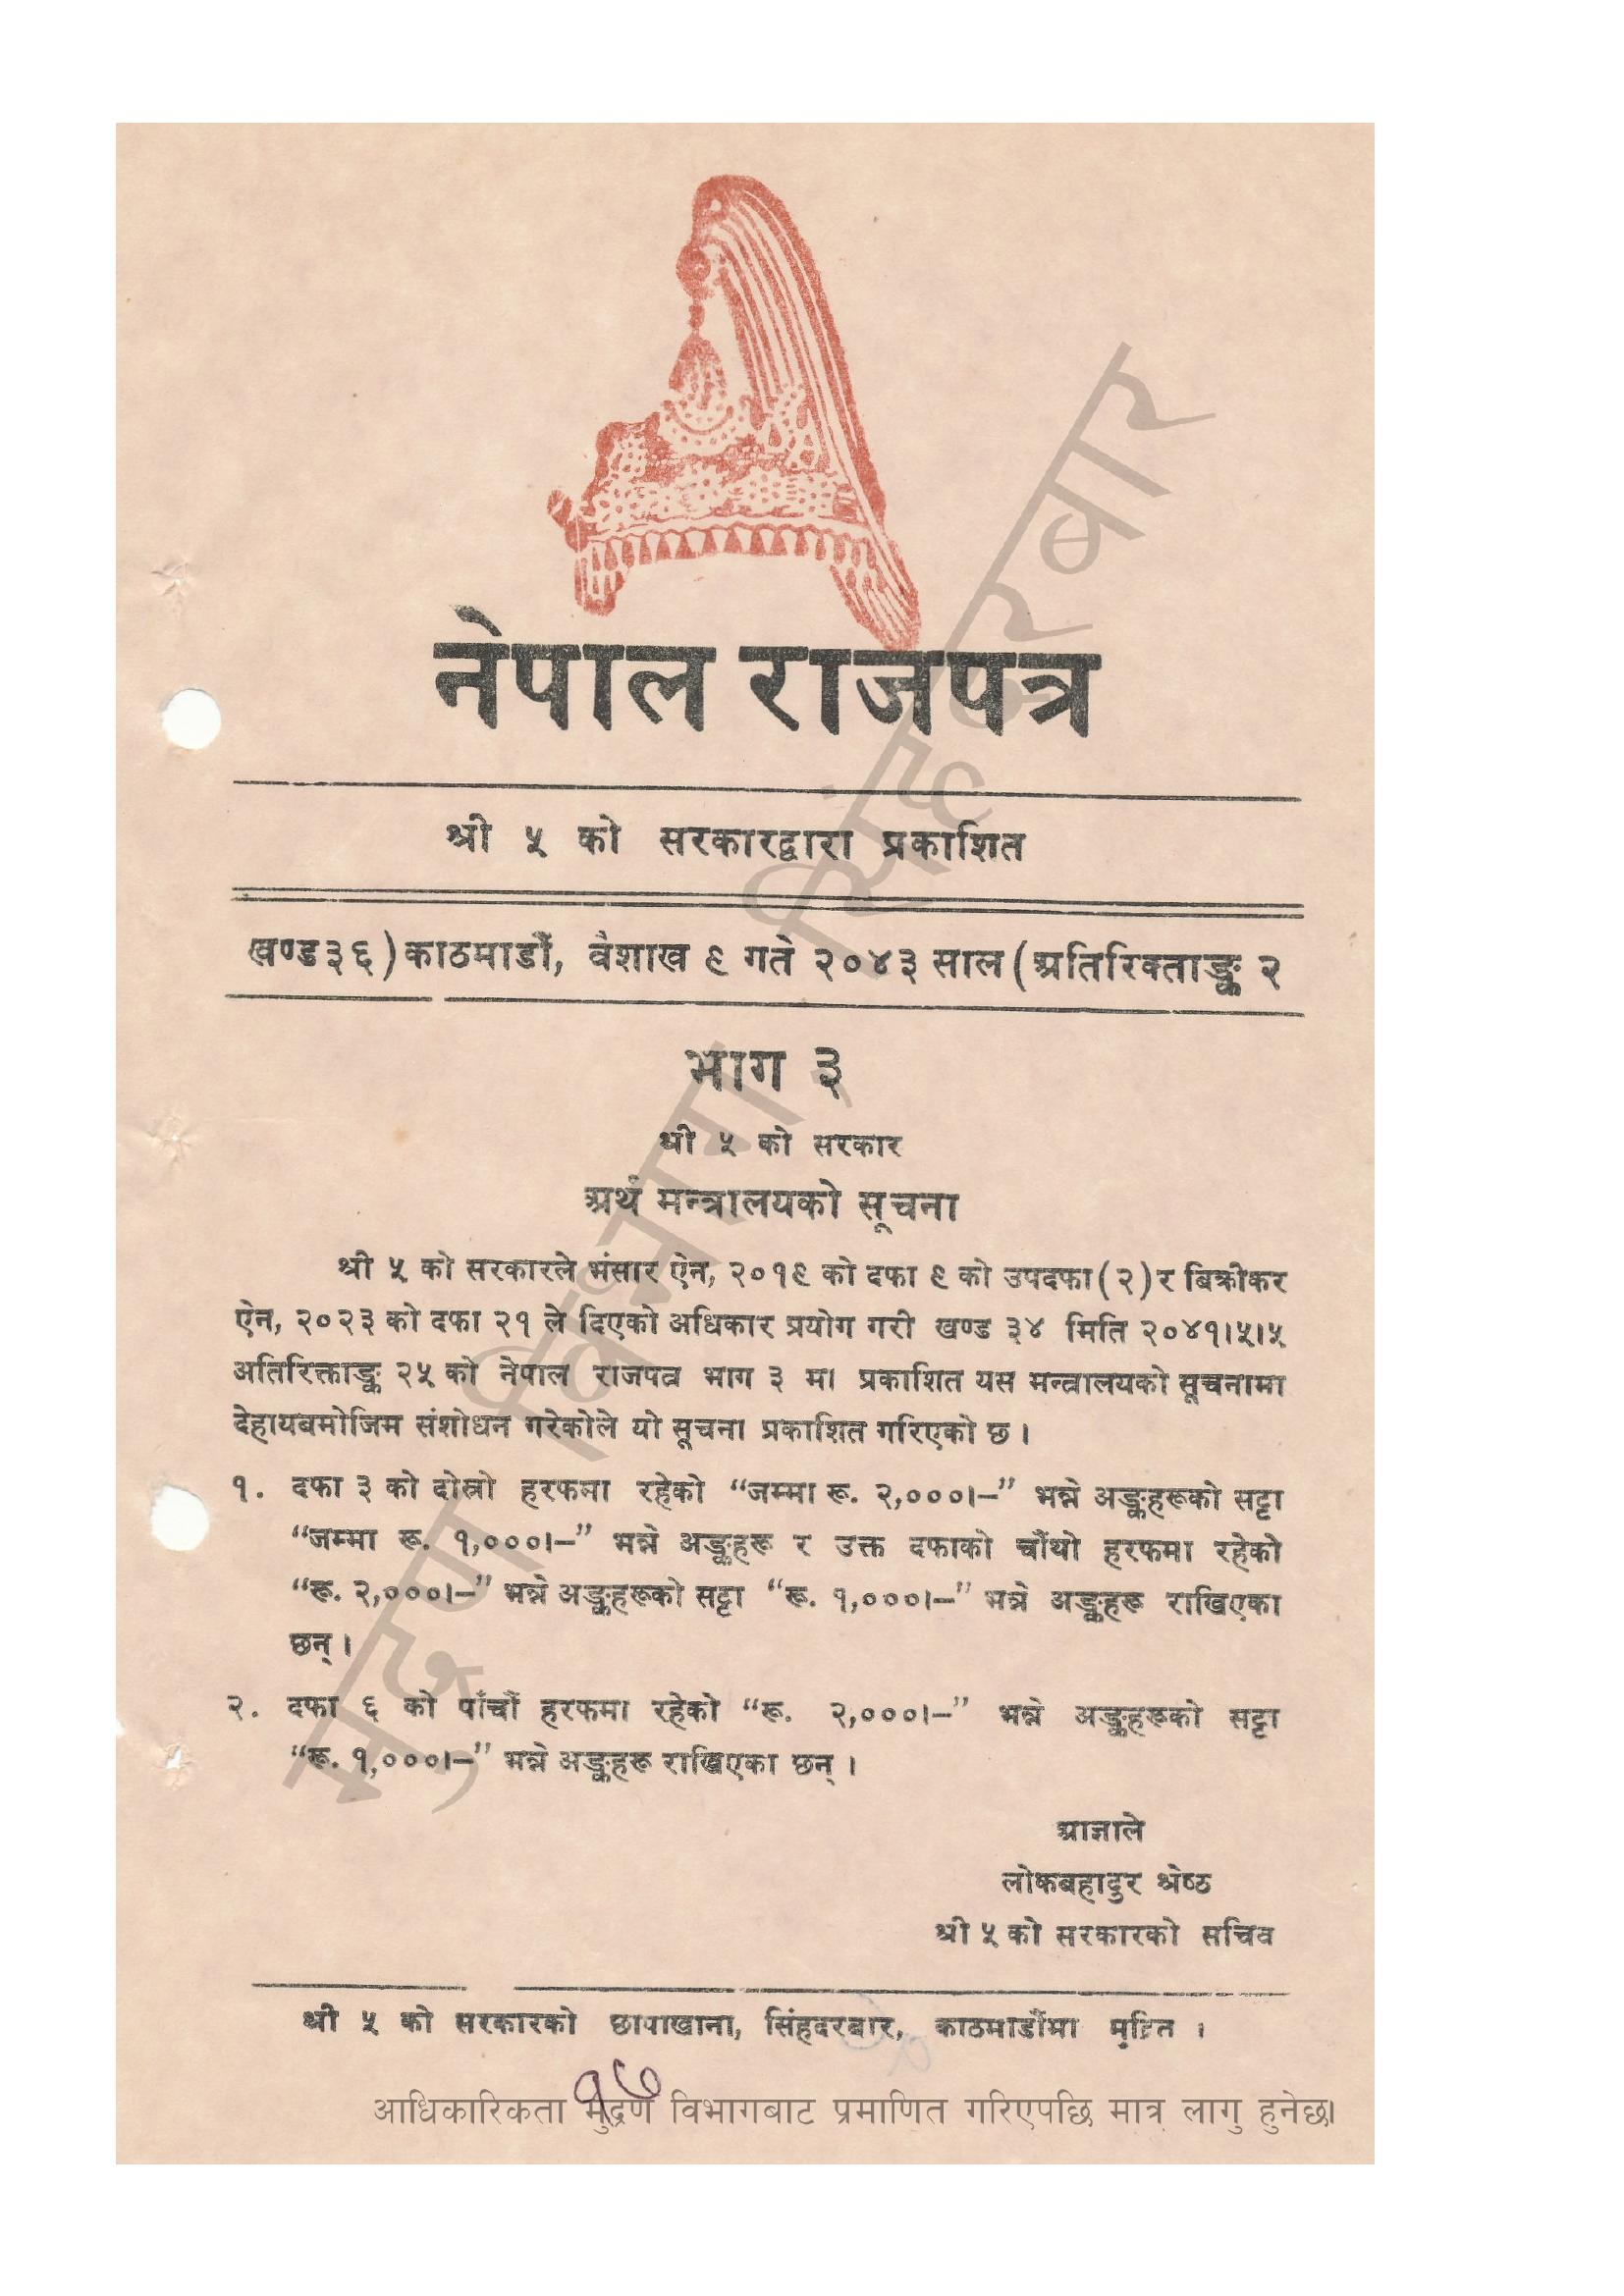 नेपाल राजपत्र
श्री ५ को सरकारद्वारा प्रकाशित
खण्ड ३६) काठमाडौं, वैशाख ९ गते २०४३ साल (अतिरिक्ताङ्क २
भाग ३
श्री ५ को सरकार
अर्थ मन्त्रालयको सूचना
श्री ५ को सरकारले भंसार ऐन, २०१९ को दफा ९ को उपदफा (२) र बिक्रीकर
ऐन, २०२३ को दफा २१ ले दिएको अधिकार प्रयोग गरी खण्ड ३४ मिति २०४१।५।५
अतिरिक्ताङ्क २५ को नेपाल राजपत्र भाग ३ मा प्रकाशित यस मन्त्रालयको सूचनामा
देहायबमोजिम संशोधन गरेकोले यो सूचना प्रकाशित गरिएको छ ।
१. दफा ३ को दोस्रो हरफमा रहेको “जम्मा रू. २,०००।–” भन्ने अङ्कहरूको सट्टा
“जम्मा रू. १,०००।–” भन्ने अङ्कहरू र उक्त दफाको चौंथो हरफमा रहेको
“रू. २,०००।–” भन्ने अङ्कहरूको सट्टा “रू. १,०००।–” भन्ने अङ्कहरू राखिएका
छन् ।
२. दफा ६ को पाँचौं हरफमा रहेको “रू. २,०००।–” भन्ने अङ्कहरूको सट्टा
“रू. १,०००।–” भन्ने अङ्कहरू राखिएका छन् ।
आज्ञाले
लोकबहादुर श्रेष्ठ
श्री ५ को सरकारको सचिव
श्री ५ को सरकारको छापाखाना, सिंहदरबार, काठमाडौंमा मुद्रित ।
१७
आधिकारिकता मुद्रण विभागबाट प्रमाणित गरिएपछि मात्र लागु हुनेछ।
मुद्रण विभाग, सिंहदरबार